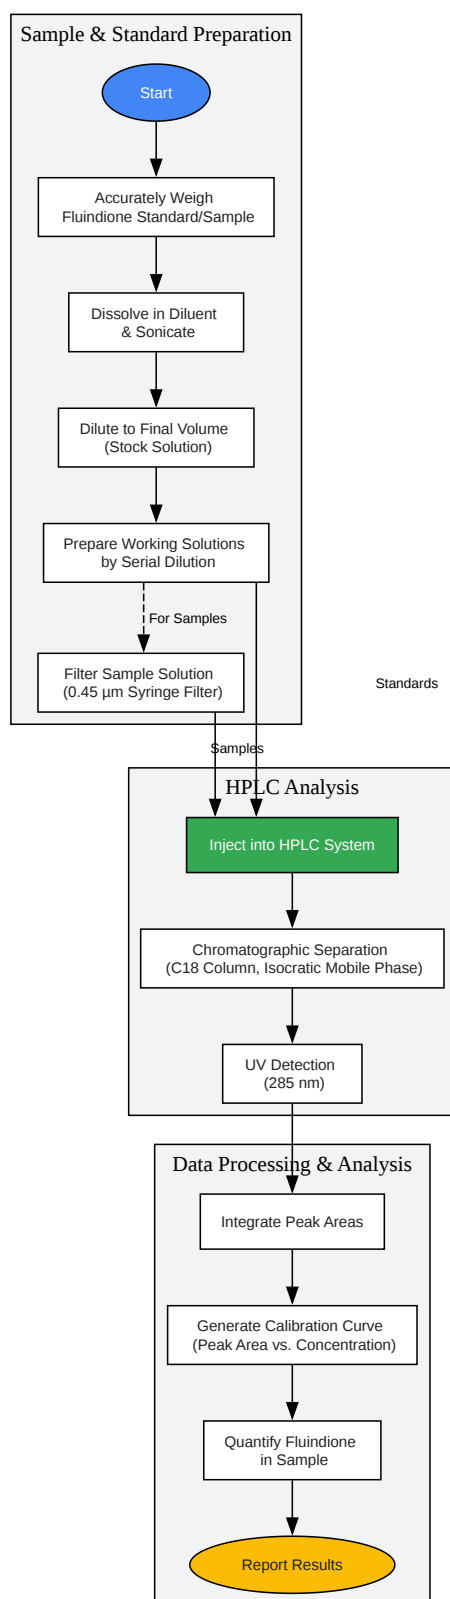 Sample & Standard Preparation
Start
Accurately Weigh
Fluindione Standard/Sample
Dissolve in Diluent
& Sonicate
Dilute to Final Volume
(Stock Solution)
Prepare Working Solutions
by Serial Dilution
For Samples
Filter Sample Solution
(0.45 µm Syringe Filter)
Standards
Samples
HPLC Analysis
Inject into HPLC System
Chromatographic Separation
(C18 Column, Isocratic Mobile Phase)
UV Detection
(285 nm)
Data Processing & Analysis
Integrate Peak Areas
Generate Calibration Curve
(Peak Area vs. Concentration)
Quantify Fluindione
in Sample
Report Results